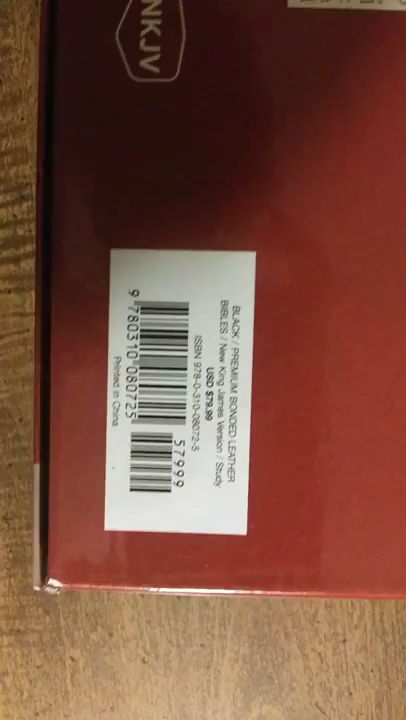 NKJV
BLACK / PREMIUM BONDED LEATHER
BIBLES / New King James Version / Study
USD $79.99
ISBN 978-0-310-08072-5
57999
9 780310 080725
Printed in China